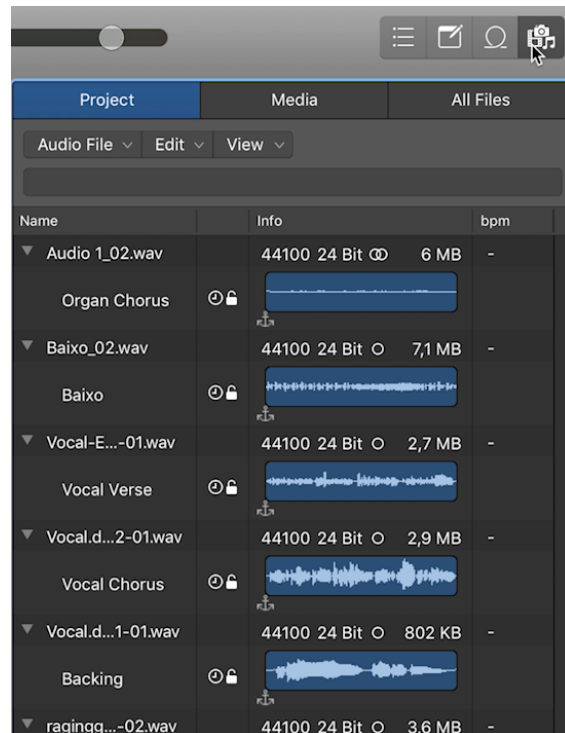 Project Media All Files
Audio File Edit View
Name Info bpm
Audio 1_02.wav 44100 24 Bit 6 MB -
Organ Chorus
Baixo_02.wav 44100 24 Bit 7,1 MB -
Baixo
Vocal-E...-01.wav 44100 24 Bit 2,7 MB -
Vocal Verse
Vocal.d...2-01.wav 44100 24 Bit 2,9 MB -
Vocal Chorus
Vocal.d...1-01.wav 44100 24 Bit 802 KB -
Backing
ragingg...-02.wav 44100 24 Bit 3,6 MB -